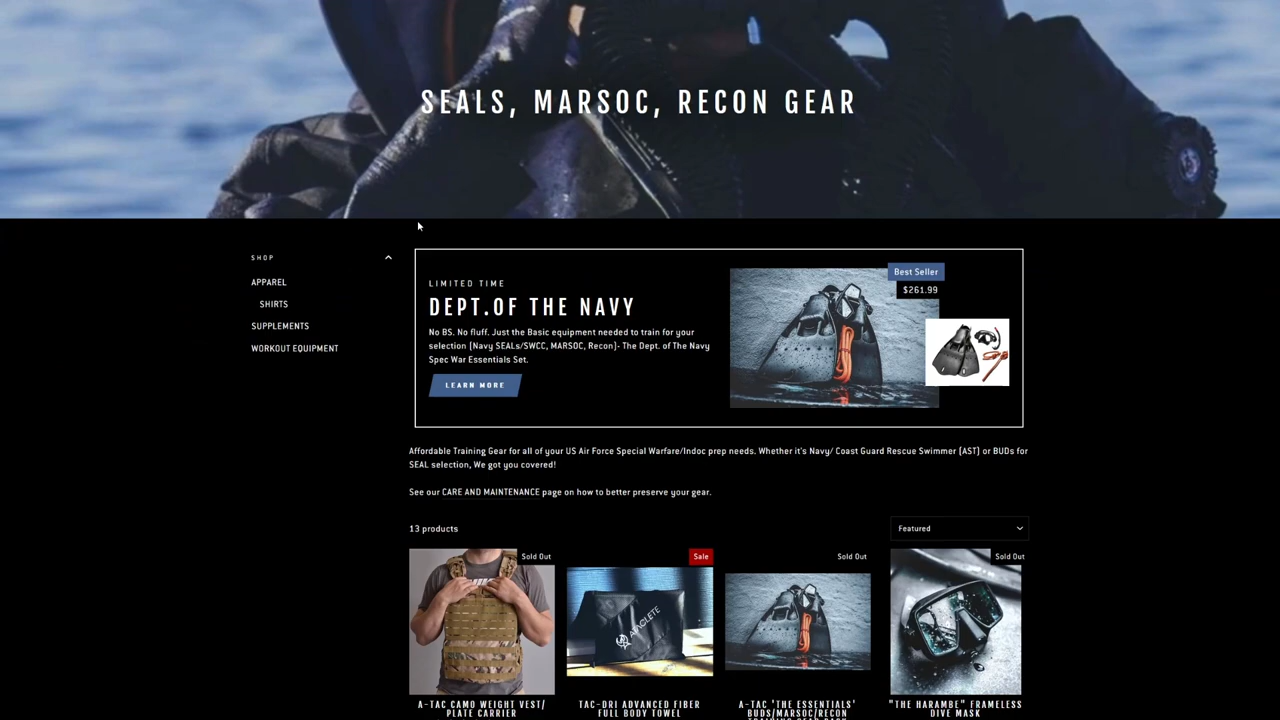 SEALS, MARSOC, RECON GEAR
SHOP
APPAREL
SHIRTS
SUPPLEMENTS
WORKOUT EQUIPMENT
LIMITED TIME
DEPT.OF THE NAVY
No BS. No fluff. Just the Basic equipment needed to train for your
selection [Navy SEALs/SWCC, MARSOC, Recon]- The Dept. of The Navy
Spec War Essentials Set.
LEARN MORE
Best Seller
$261.99
Affordable Training Gear for all of your US Air Force Special Warfare/Indoc prep needs. Whether it's Navy/ Coast Guard Rescue Swimmer (AST) or BUDs for
SEAL selection, We got you covered!
See our CARE AND MAINTENANCE page on how to better preserve your gear.
13 products
Featured
Sold Out
Sale
Sold Out
Sold Out
A-TAC CAMO WEIGHT VEST/
PLATE CARRIER
TAC-DRI ADVANCED FIBER
FULL BODY TOWEL
A-TAC 'THE ESSENTIALS'
BUDS/MARSOC/RECON
"THE HARAMBE" FRAMELESS
DIVE MASK